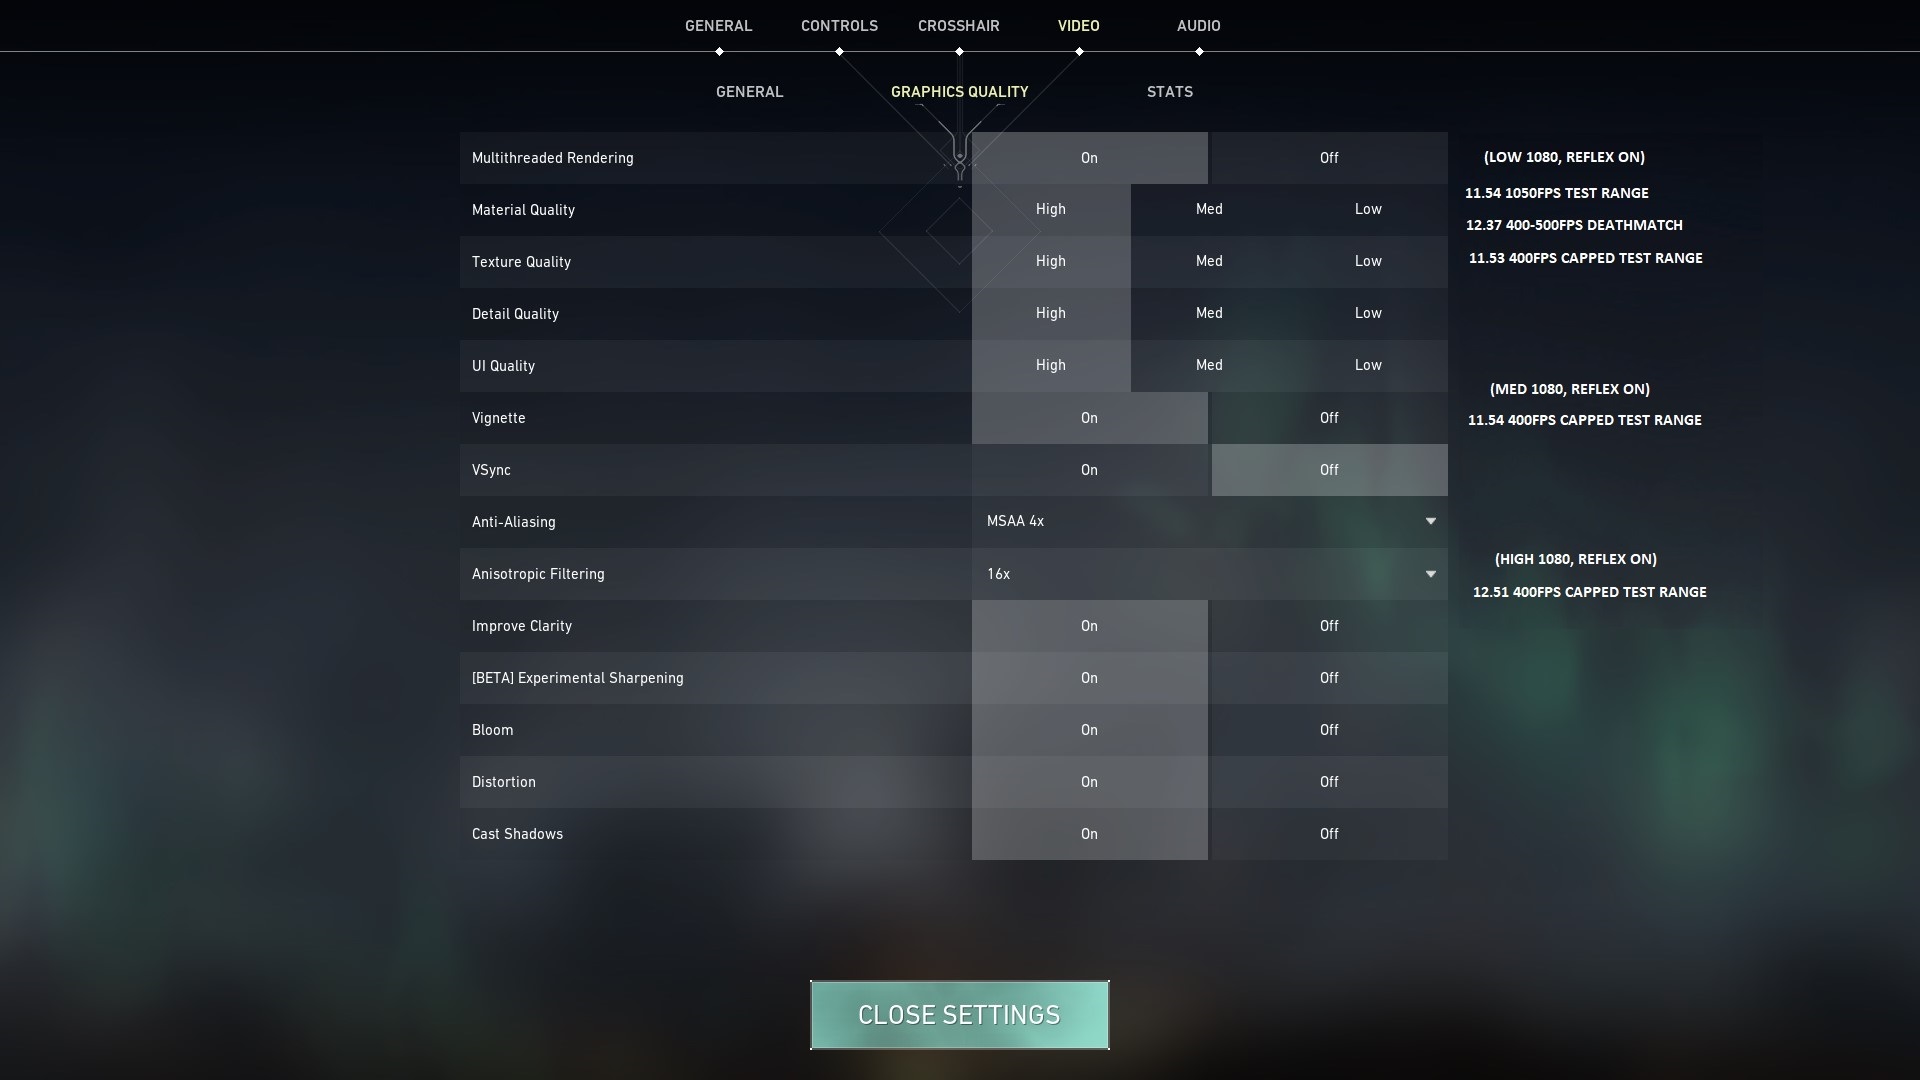 GENERAL CONTROLS CROSSHAIR VIDEO AUDIO
GENERAL GRAPHICS QUALITY STATS
Multithreaded Rendering On Off (LOW 1080, REFLEX ON)
11.54 1050FPS TEST RANGE
Material Quality High Med Low
12.37 400-500FPS DEATHMATCH
Texture Quality High Med Low 11.53 400FPS CAPPED TEST RANGE
Detail Quality High Med Low
UI Quality High Med Low
(MED 1080, REFLEX ON)
Vignette On Off 11.54 400FPS CAPPED TEST RANGE
VSync On Off
Anti-Aliasing MSAA 4x
(HIGH 1080, REFLEX ON)
Anisotropic Filtering 16x
12.51 400FPS CAPPED TEST RANGE
Improve Clarity On Off
[BETA] Experimental Sharpening On Off
Bloom On Off
Distortion On Off
Cast Shadows On Off
CLOSE SETTINGS